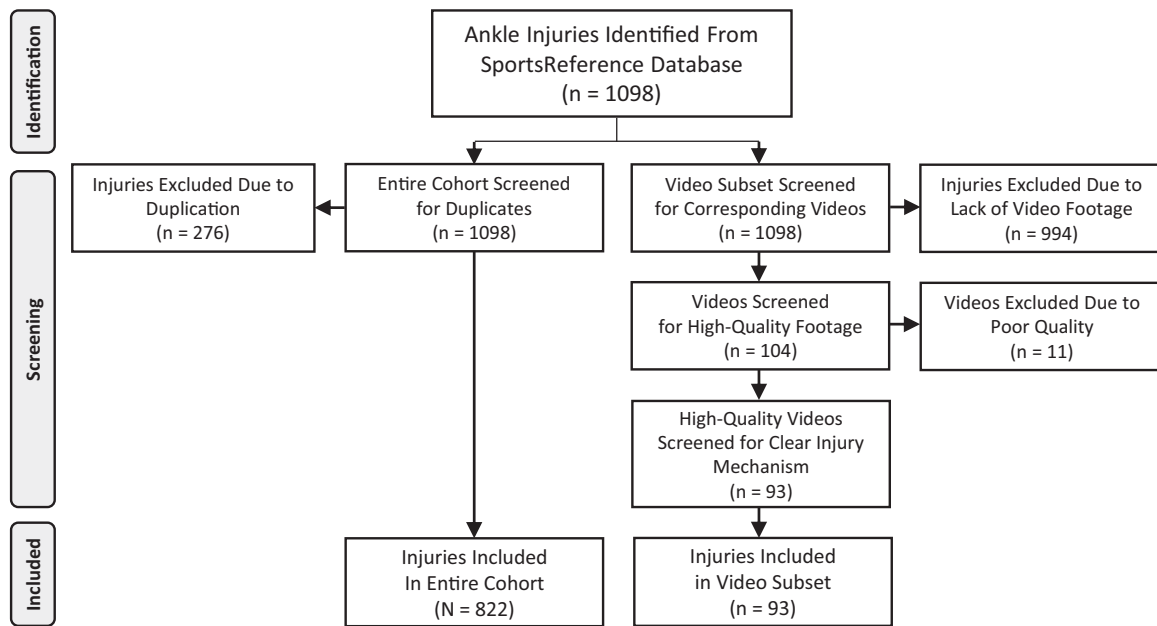 Identification
Ankle Injuries Identified From
SportsReference Database
(n = 1098)
Screening
Injuries Excluded Due to
Duplication
(n = 276)
Entire Cohort Screened
for Duplicates
(n = 1098)
Video Subset Screened
for Corresponding Videos
(n = 1098)
Injuries Excluded Due to
Lack of Video Footage
(n = 994)
Videos Screened
for High-Quality Footage
(n = 104)
Videos Excluded Due to
Poor Quality
(n = 11)
High-Quality Videos
Screened for Clear Injury
Mechanism
(n = 93)
Included
Injuries Included
In Entire Cohort
(N = 822)
Injuries Included
in Video Subset
(n = 93)